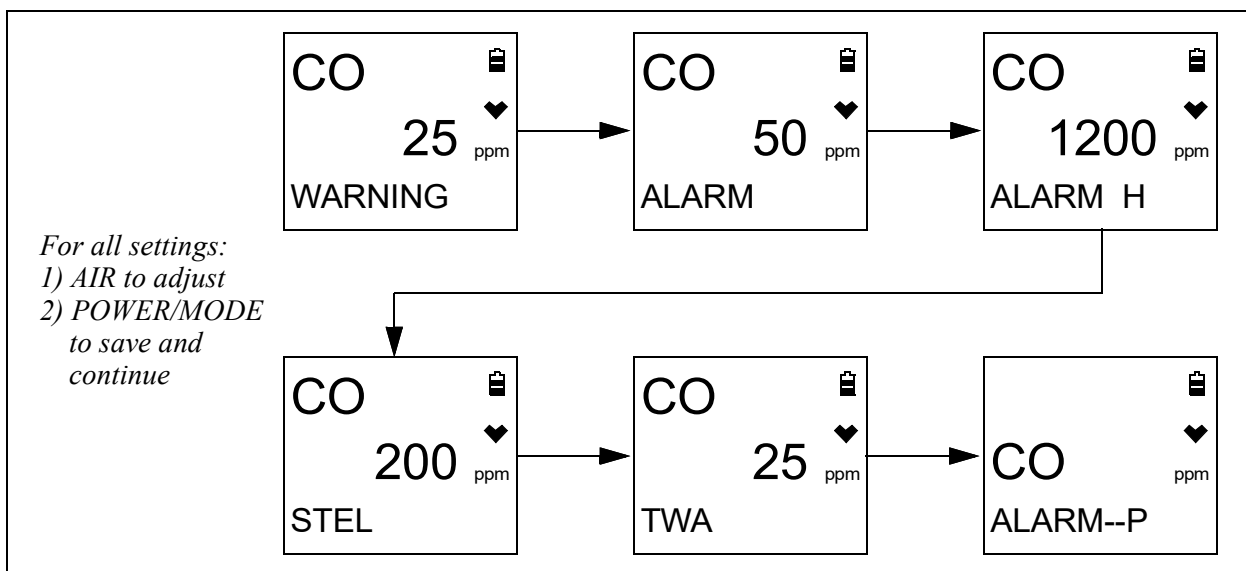 CO
25 ppm
WARNING
CO
50 ppm
ALARM
CO
1200 ppm
ALARM H
For all settings:
1) AIR to adjust
2) POWER/MODE
to save and
continue
CO
200 ppm
STEL
CO
25 ppm
TWA
CO ppm
ALARM--P